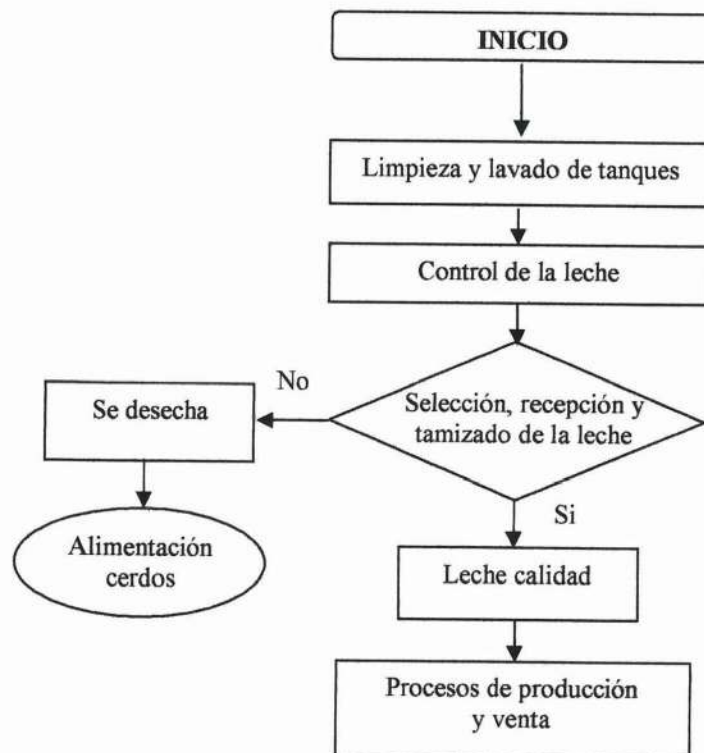 INICIO
Limpieza y lavado de tanques
Control de la leche
No
Se desecha
Selección, recepción y
tamizado de la leche
Si
Alimentación
cerdos
Leche calidad
Procesos de producción
y venta